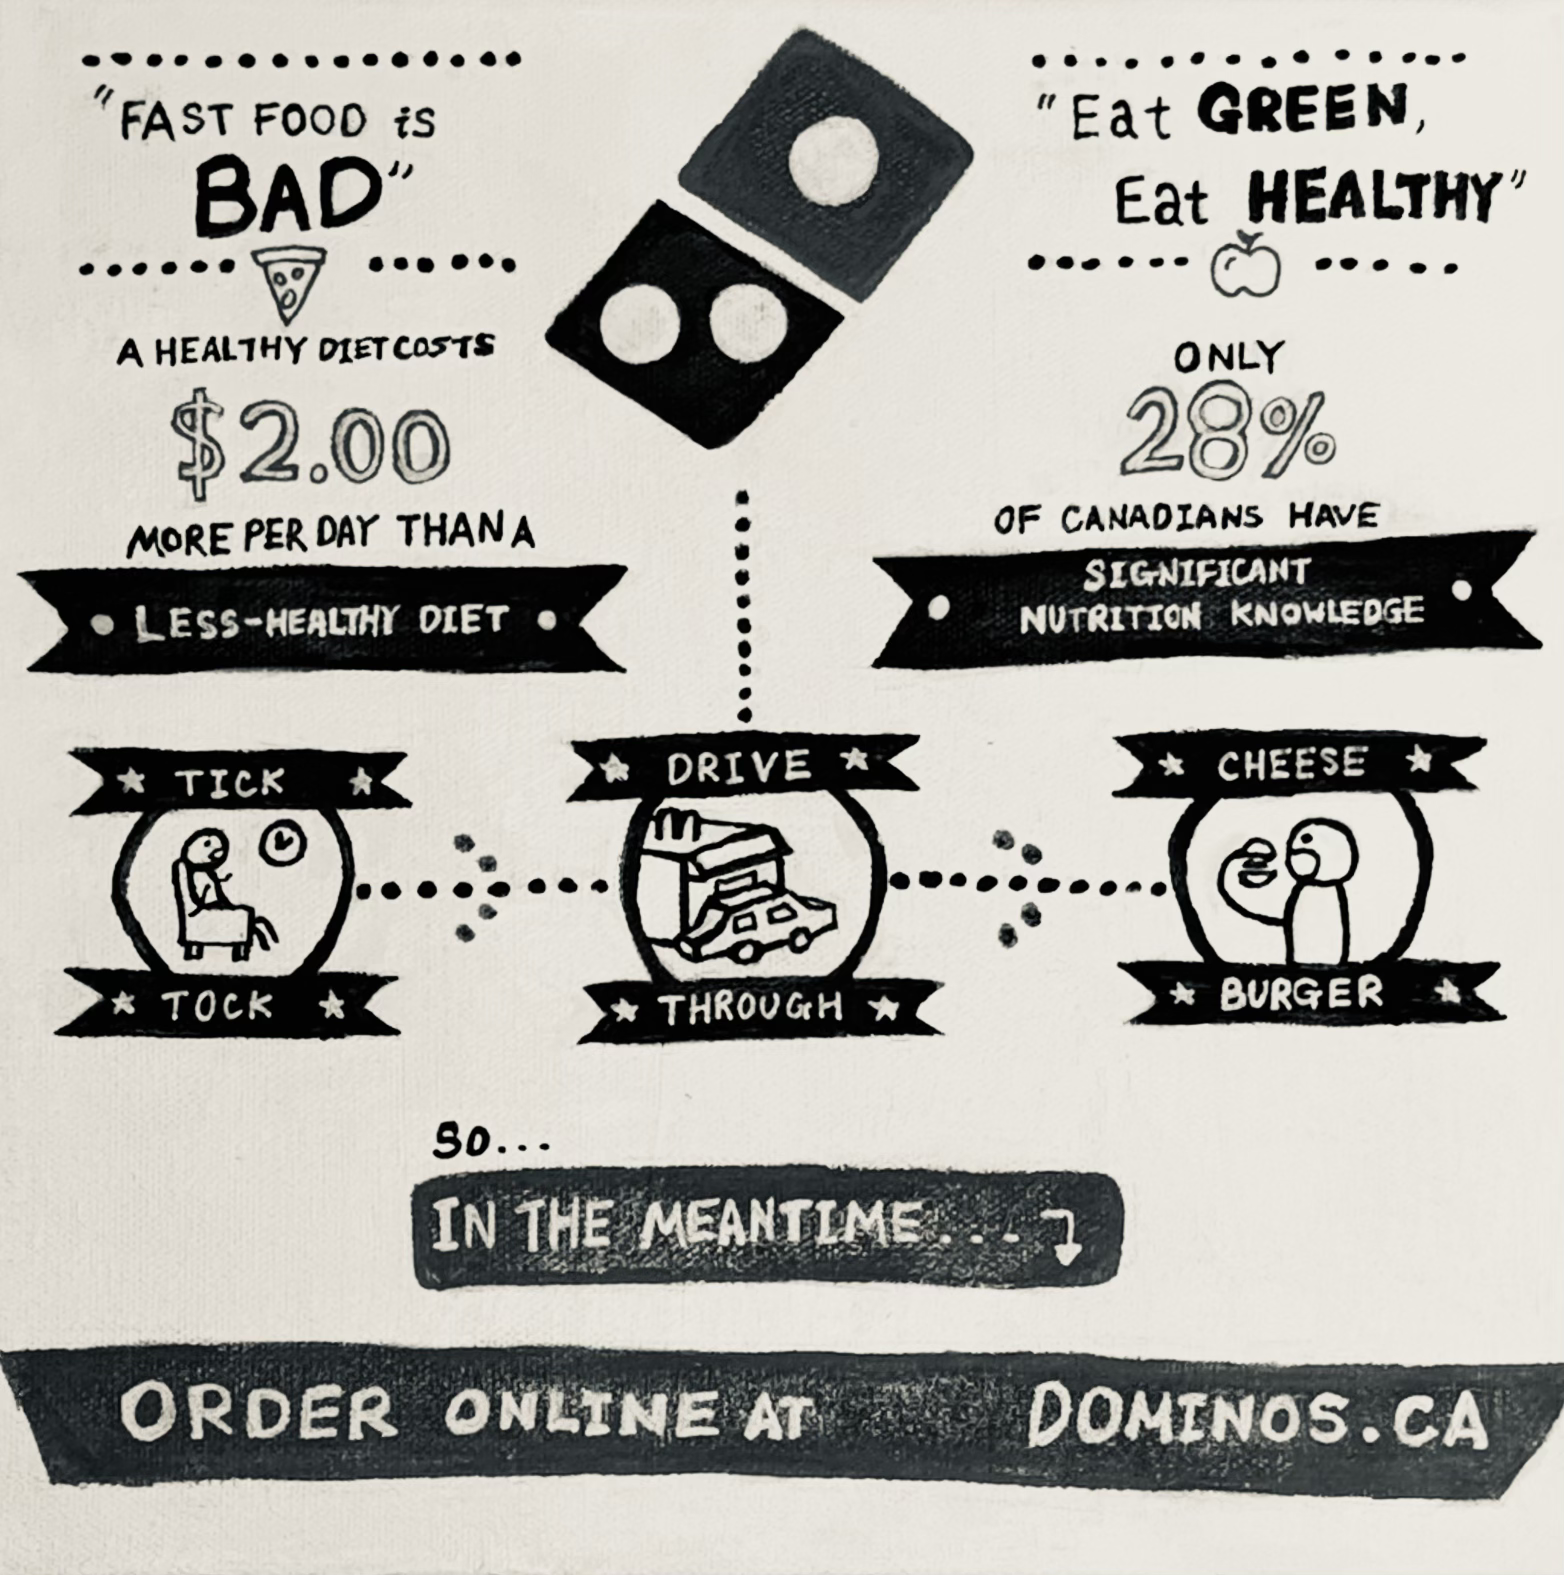 "FAST FOOD is
BAD"
A HEALTHY DIET COSTS
$2.00
MORE PER DAY THAN A
LESS-HEALTHY DIET
"Eat GREEN,
Eat HEALTHY"
ONLY
28%
OF CANADIANS HAVE
SIGNIFICANT
NUTRITION KNOWLEDGE
TICK
TOCK
DRIVE
THROUGH
CHEESE
BURGER
SO...
IN THE MEANTIME....
ORDER ONLINE AT DOMINOS.CA